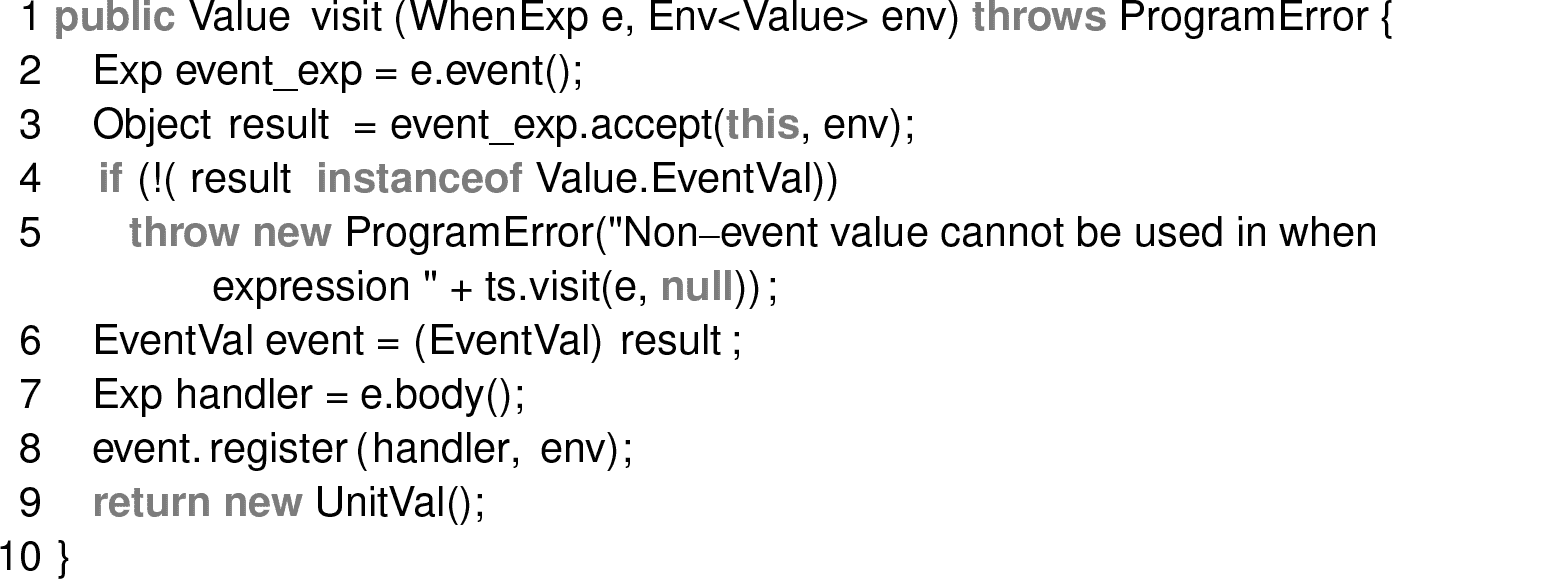 1 public Value visit (WhenExp e, Env<Value> env) throws ProgramError {
2 Exp event_exp = e.event();
3 Object result = event_exp.accept(this, env);
4 if (!( result instanceof Value.EventVal))
5 throw new ProgramError("Non–event value cannot be used in when
expression " + ts.visit(e, null));
6 EventVal event = (EventVal) result ;
7 Exp handler = e.body();
8 event. register (handler, env);
9 return new UnitVal();
10 }